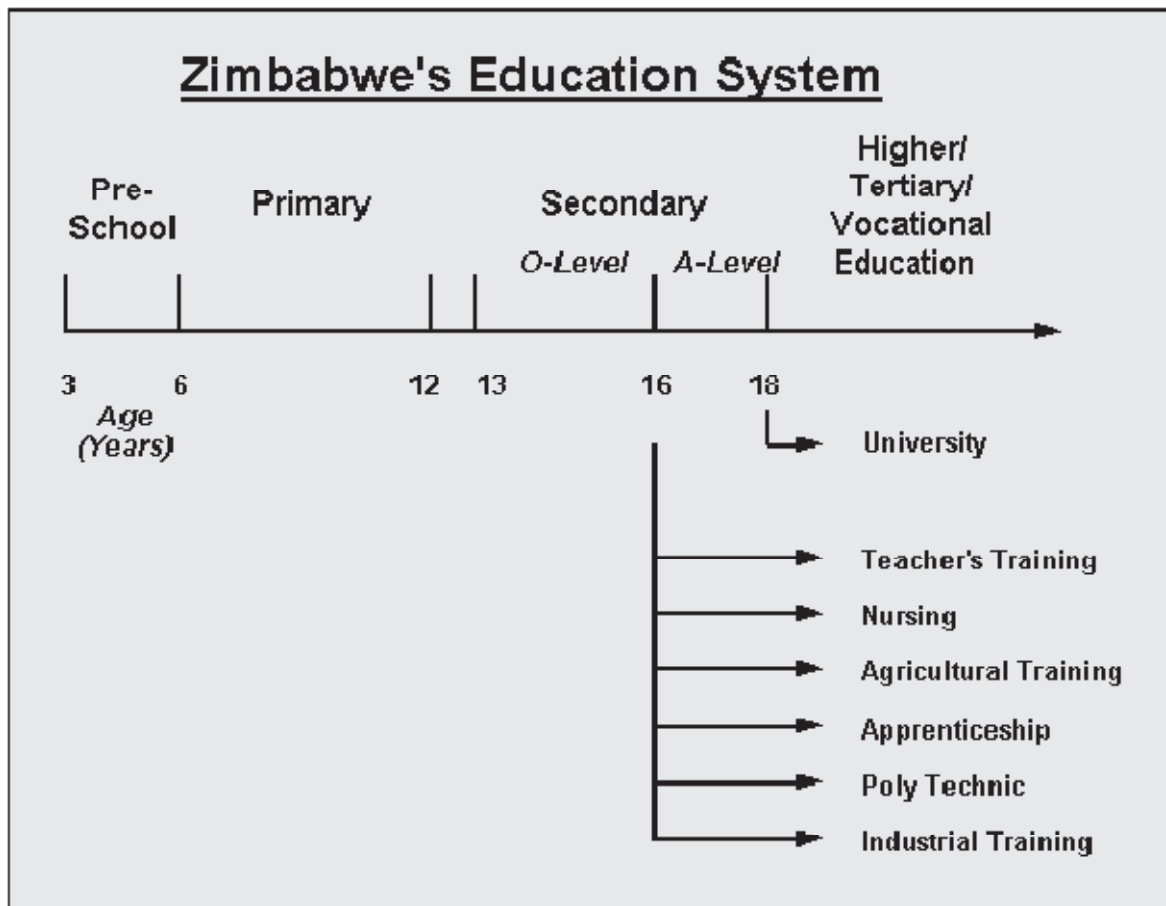 Zimbabwe's Education System
Pre-
School
Primary
Secondary
O-Level
A-Level
Higher/
Tertiary/
Vocational
Education
3
6
12
13
16
18
Age
(Years)
University
Teacher's Training
Nursing
Agricultural Training
Apprenticeship
Poly Technic
Industrial Training